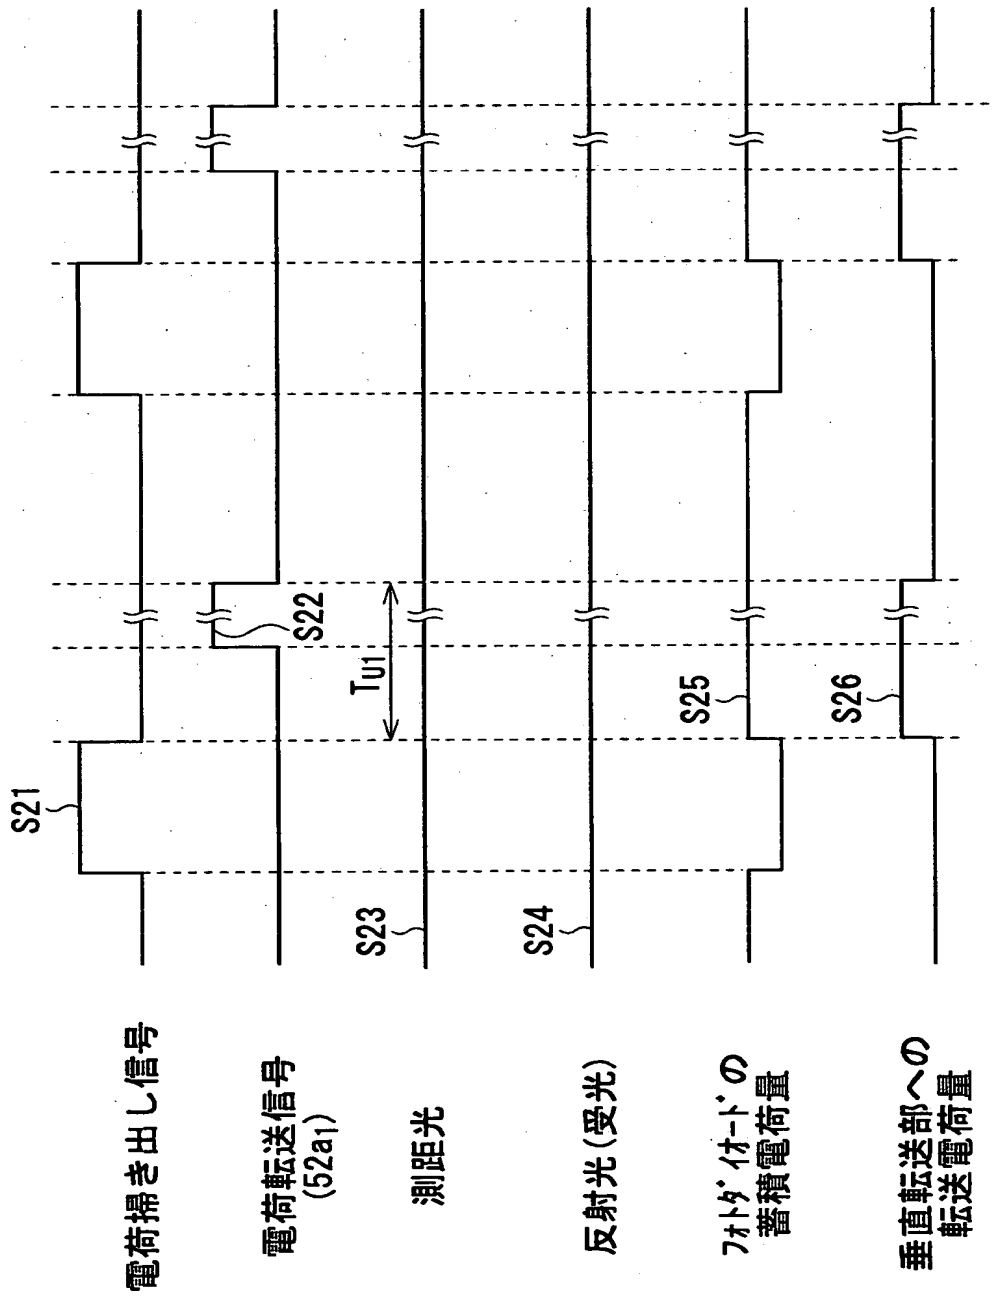 電荷掃き出し信号
S21
電荷転送信号
(52a1)
S22
TU1
測距光
S23
反射光(受光)
S24
フォトダイオードの
蓄積電荷量
S25
垂直転送部への
転送電荷量
S26